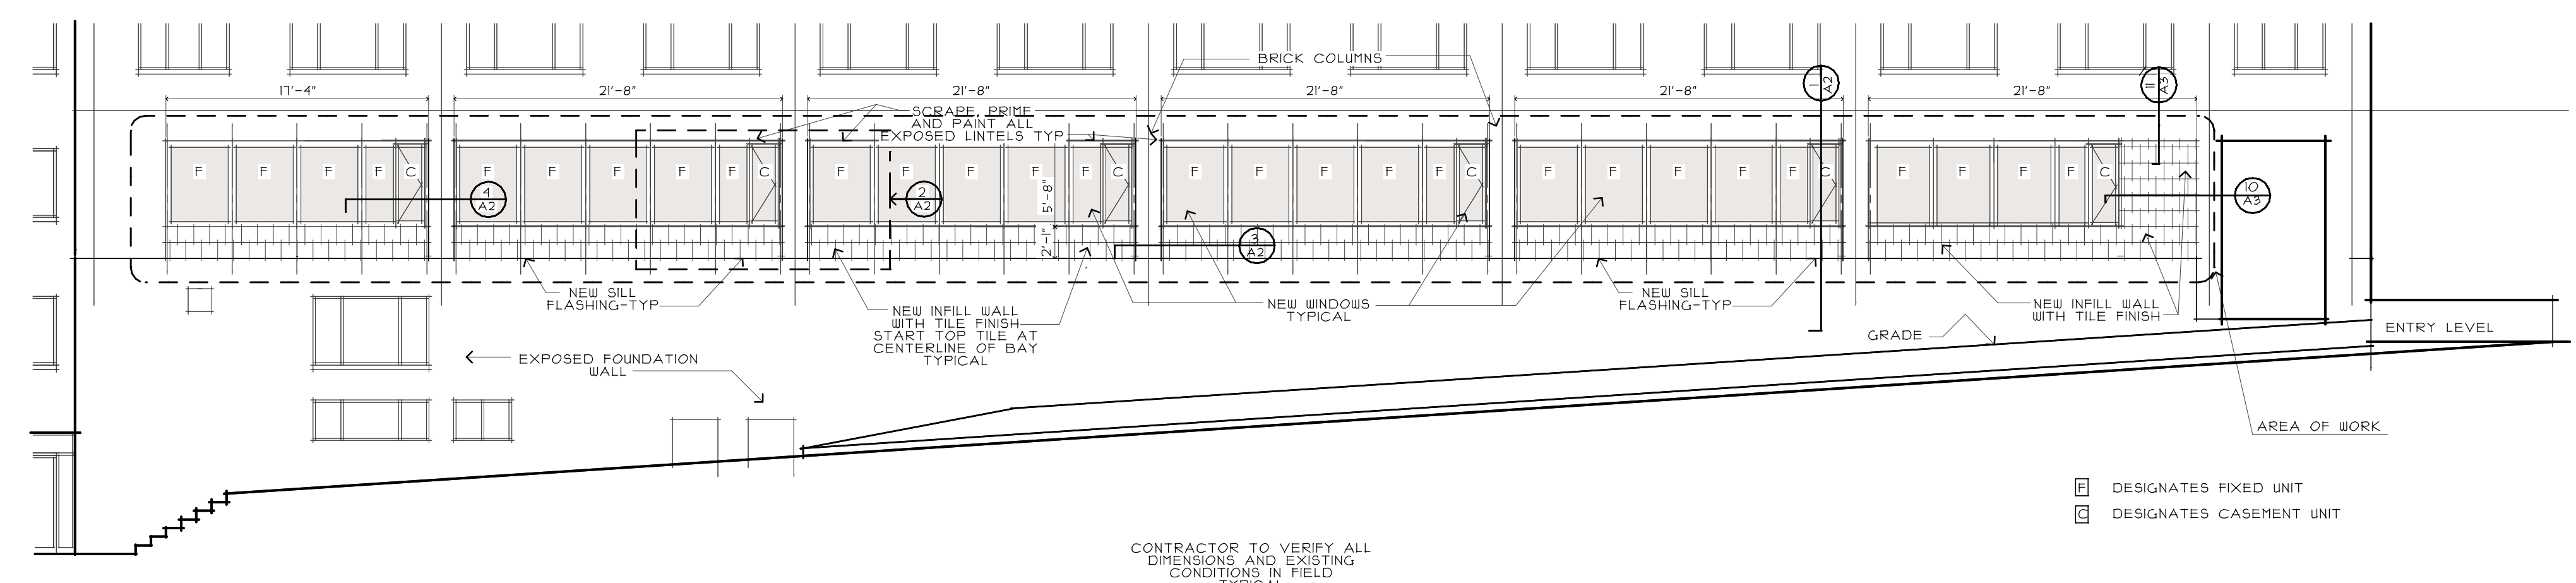 BRICK COLUMNS
1
A2
11
A3
17'-4"
21'-8"
21'-8"
21'-8"
21'-8"
21'-8"
SCRAPE, PRIME
AND PAINT ALL
EXPOSED LINTELS TYP
F F F F C
F F F F F C
F F F F F C
F F F F F C
F F F F F C
F F F F C
4
A2
2
A2
5'-8"
2'-1"
3
A2
10
A3
NEW SILL
FLASHING-TYP
NEW INFILL WALL
WITH TILE FINISH
START TOP TILE AT
CENTERLINE OF BAY
TYPICAL
NEW WINDOWS
TYPICAL
NEW SILL
FLASHING-TYP
NEW INFILL WALL
WITH TILE FINISH
GRADE
ENTRY LEVEL
EXPOSED FOUNDATION
WALL
AREA OF WORK
F DESIGNATES FIXED UNIT
C DESIGNATES CASEMENT UNIT
CONTRACTOR TO VERIFY ALL
DIMENSIONS AND EXISTING
CONDITIONS IN FIELD
TYPICAL